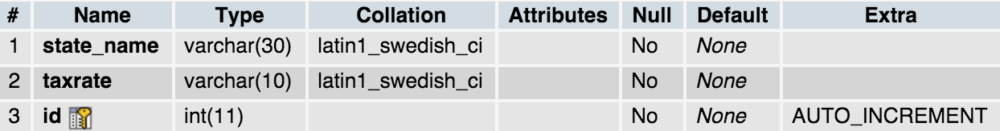 # Name Type Collation Attributes Null Default Extra
1 state_name varchar(30) latin1_swedish_ci No None
2 taxrate varchar(10) latin1_swedish_ci No None
3 id int(11) No None AUTO_INCREMENT